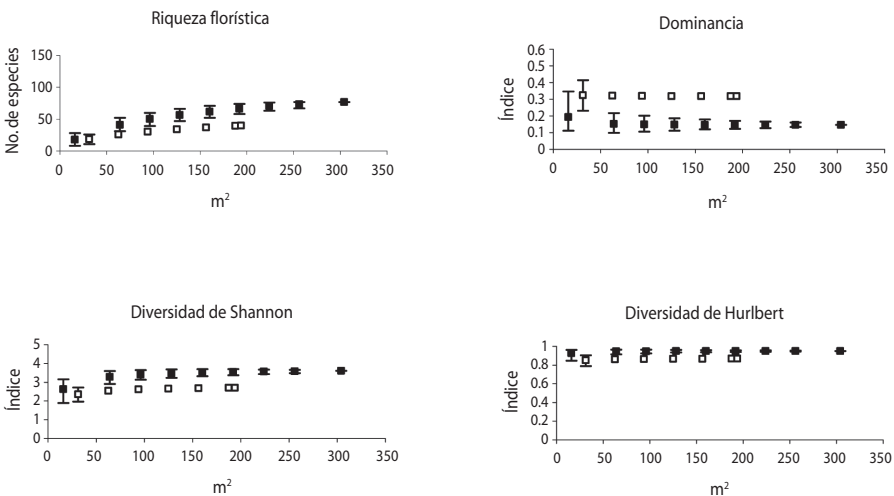 Riqueza florística
No. de especies
150
100
50
0
0 50 100 150 200 250 300 350
m²
Dominancia
Índice
0.6
0.5
0.4
0.3
0.2
0.1
0
0 50 100 150 200 250 300 350
m²
Diversidad de Shannon
Índice
5
4
3
2
1
0
0 50 100 150 200 250 300 350
m²
Diversidad de Hurlbert
Índice
1
0.8
0.6
0.4
0.2
0
0 50 100 150 200 250 300 350
m²